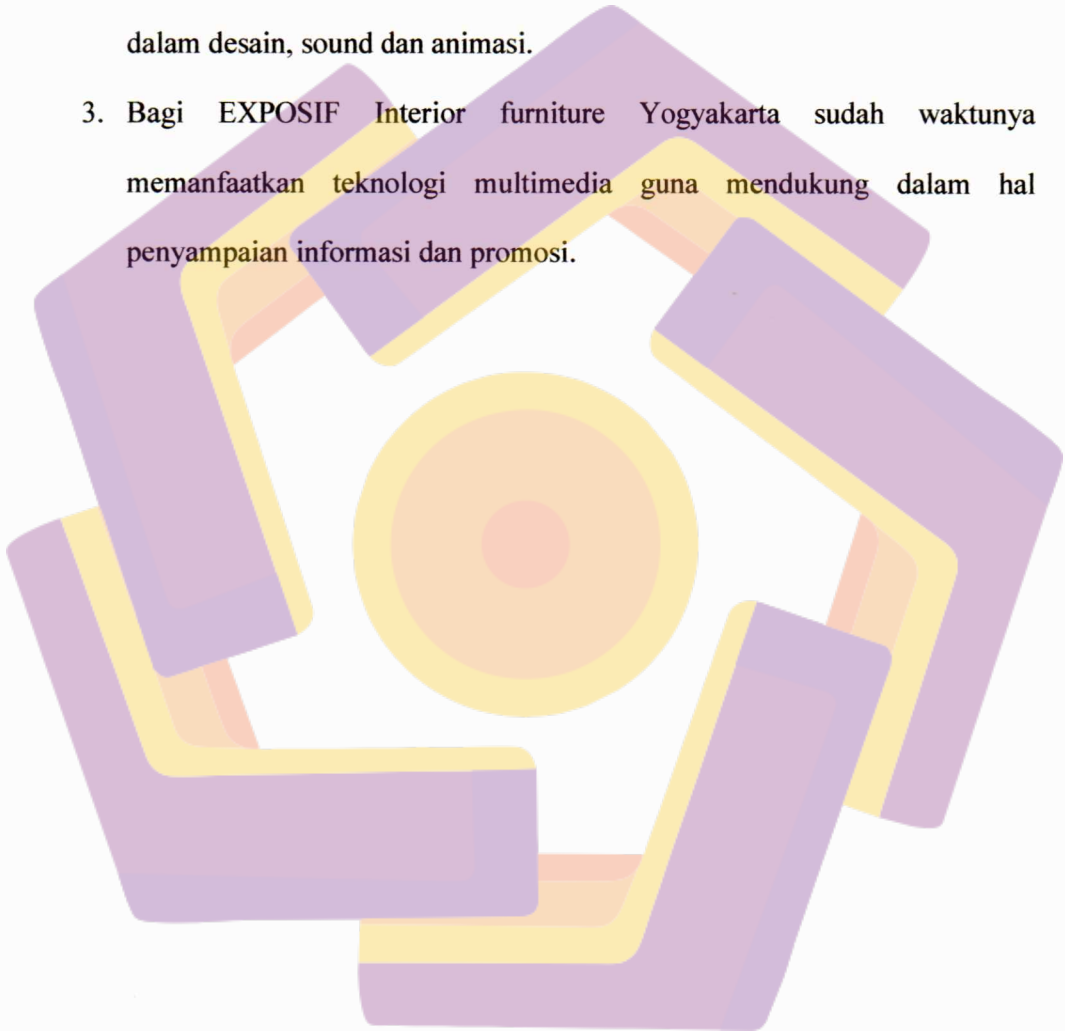 dalam desain, sound dan animasi.
3. Bagi EXPOSIF Interior furniture Yogyakarta sudah waktunya
memanfaatkan teknologi multimedia guna mendukung dalam hal
penyampaian informasi dan promosi.